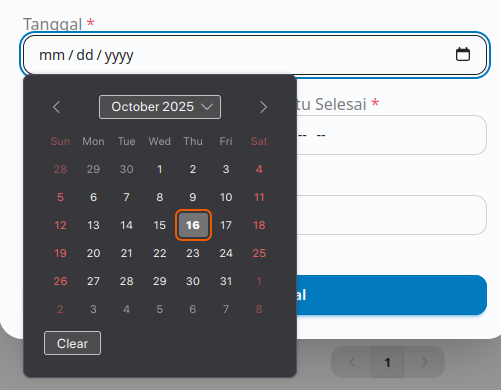 Tanggal *
mm / dd / yyyy
October 2025
tu Selesai *
-- --
Sun Mon Tue Wed Thu Fri Sat
28 29 30 1 2 3 4
5 6 7 8 9 10 11
12 13 14 15 16 17 18
19 20 21 22 23 24 25
26 27 28 29 30 31 1
al
2 3 4 5 6 7 8
Clear
1